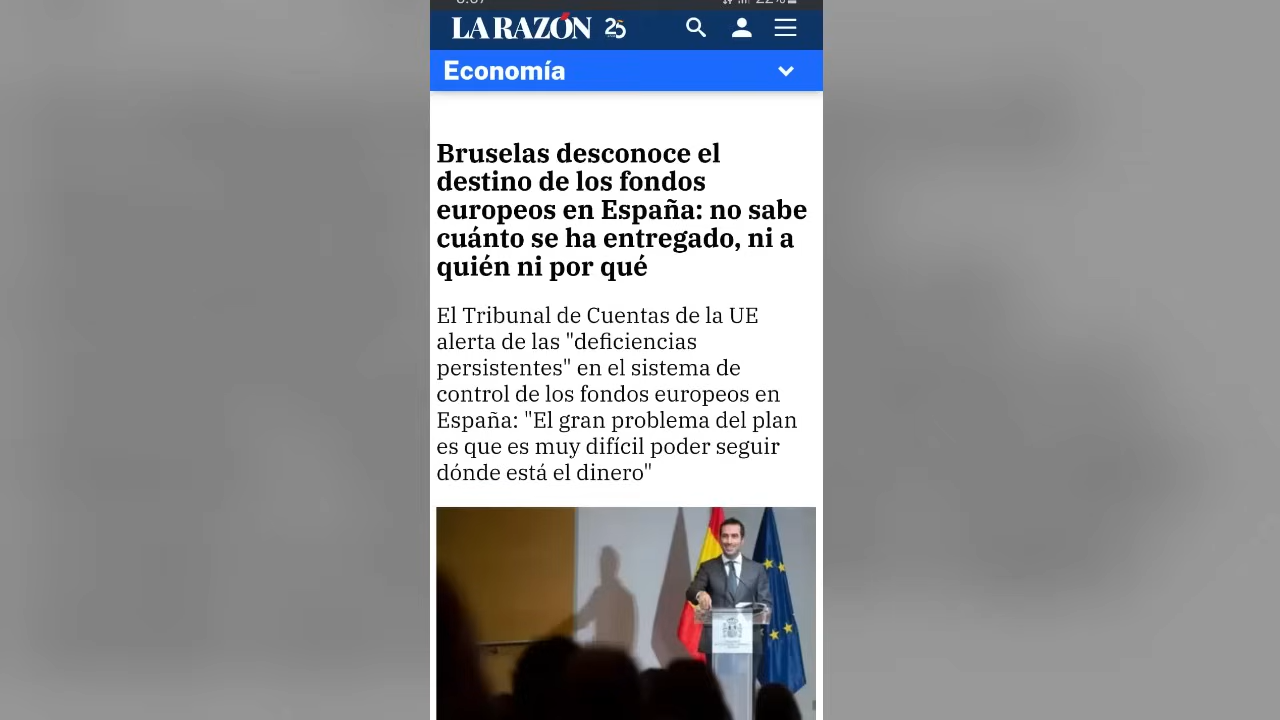 LA RAZÓN 25
Economía
Bruselas desconoce el
destino de los fondos
europeos en España: no sabe
cuánto se ha entregado, ni a
quién ni por qué
El Tribunal de Cuentas de la UE
alerta de las "deficiencias
persistentes" en el sistema de
control de los fondos europeos en
España: "El gran problema del plan
es que es muy difícil poder seguir
dónde está el dinero"